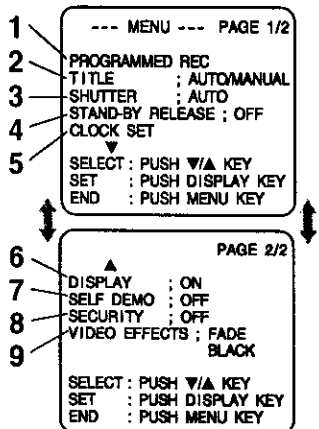 --- MENU --- PAGE 1/2
1 PROGRAMMED REC
2 TITLE ; AUTO/MANUAL
3 SHUTTER ; AUTO
4 STAND-BY RELEASE ; OFF
5 CLOCK SET
▼
SELECT : PUSH ▼/▲ KEY
SET : PUSH DISPLAY KEY
END : PUSH MENU KEY
PAGE 2/2
▲
6 DISPLAY ; ON
7 SELF DEMO ; OFF
8 SECURITY ; OFF
9 VIDEO EFFECTS ; FADE
BLACK
SELECT : PUSH ▼/▲ KEY
SET : PUSH DISPLAY KEY
END : PUSH MENU KEY